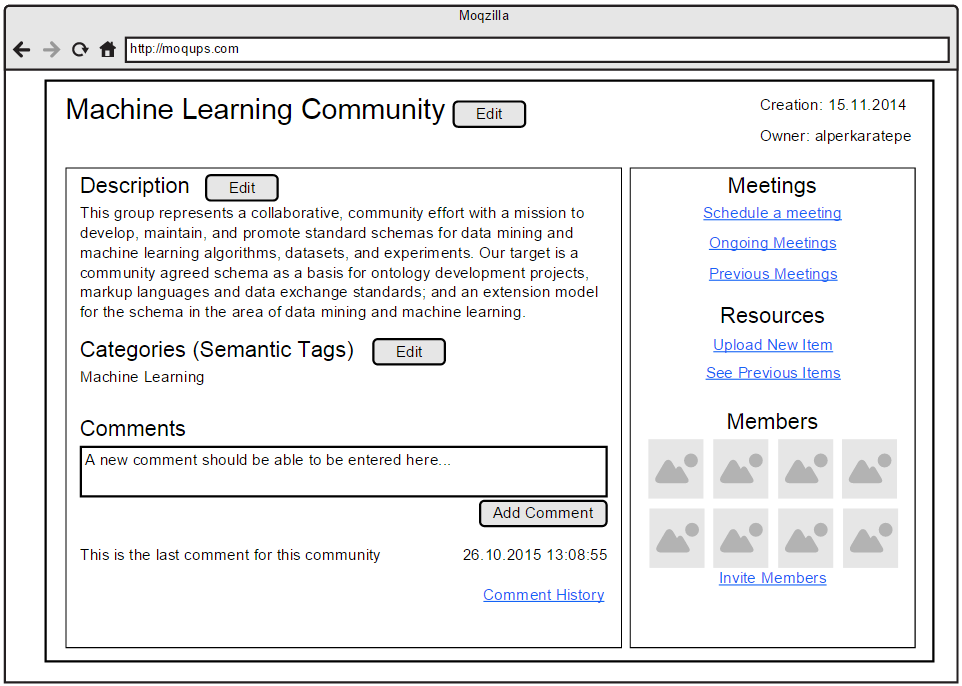 Moqzilla
http://moqups.com
Machine Learning Community
Edit
Creation: 15.11.2014
Owner: alperkaratepe
Description
Edit
This group represents a collaborative, community effort with a mission to
develop, maintain, and promote standard schemas for data mining and
machine learning algorithms, datasets, and experiments. Our target is a
community agreed schema as a basis for ontology development projects,
markup languages and data exchange standards; and an extension model
for the schema in the area of data mining and machine learning.
Categories (Semantic Tags)
Edit
Machine Learning
Comments
A new comment should be able to be entered here...
Add Comment
This is the last comment for this community
26.10.2015 13:08:55
Comment History
Meetings
Schedule a meeting
Ongoing Meetings
Previous Meetings
Resources
Upload New Item
See Previous Items
Members
Invite Members